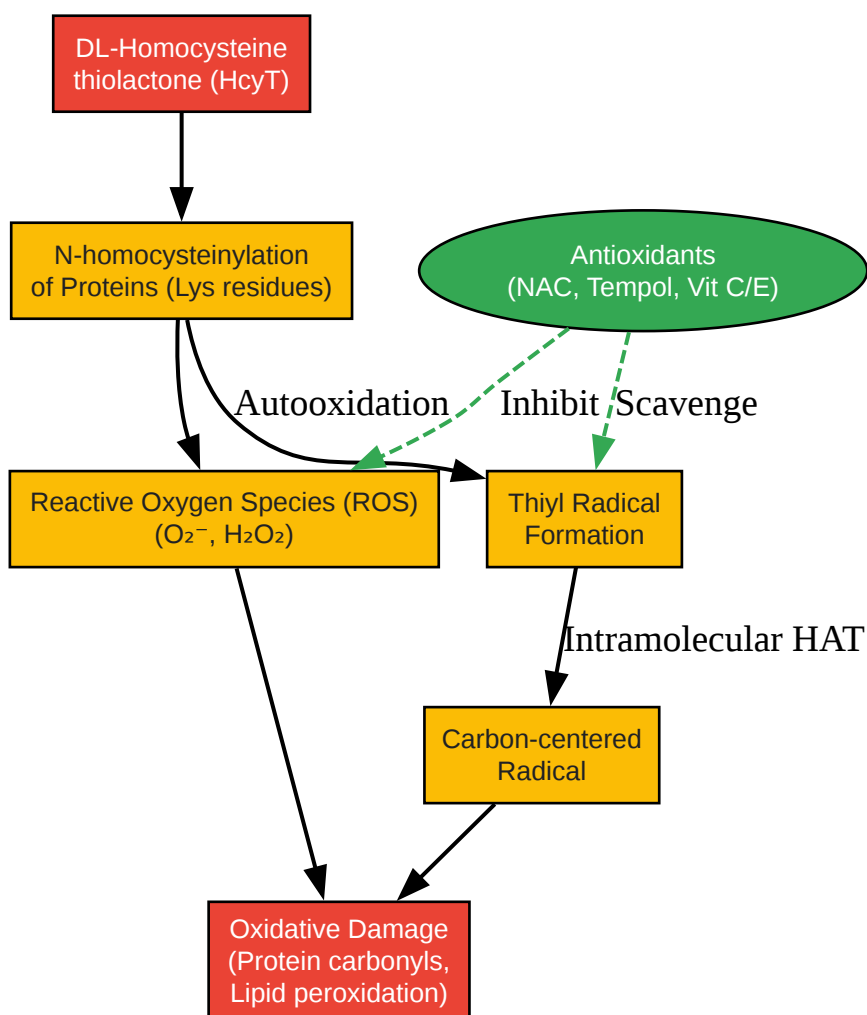 DL-Homocysteine
thiolactone (HcyT)
N-homocysteinylation
of Proteins (Lys residues)
Antioxidants
(NAC, Tempol, Vit C/E)
Autooxidation
Inhibit
Scavenge
Reactive Oxygen Species (ROS)
(O₂⁻, H₂O₂)
Thiyl Radical
Formation
Intramolecular HAT
Carbon-centered
Radical
Oxidative Damage
(Protein carbonyls,
Lipid peroxidation)